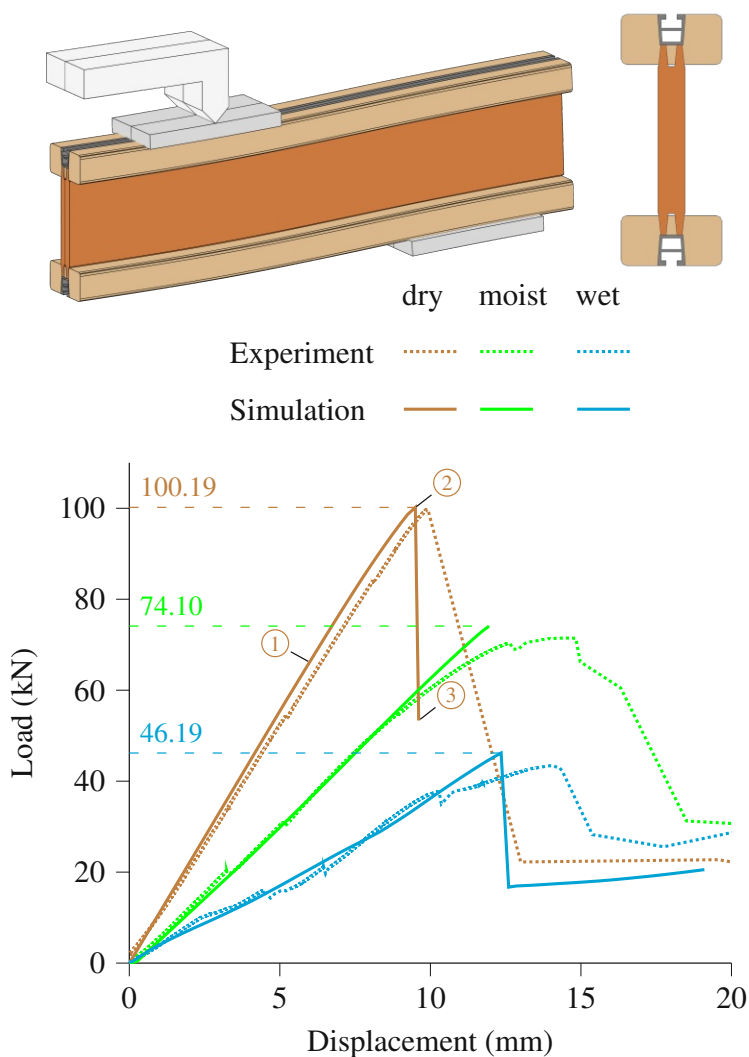 dry moist wet
Experiment
Simulation
100.19
2
100
80
74.10
1
60
3
46.19
40
20
0
Load (kN)
0 5 10 15 20
Displacement (mm)